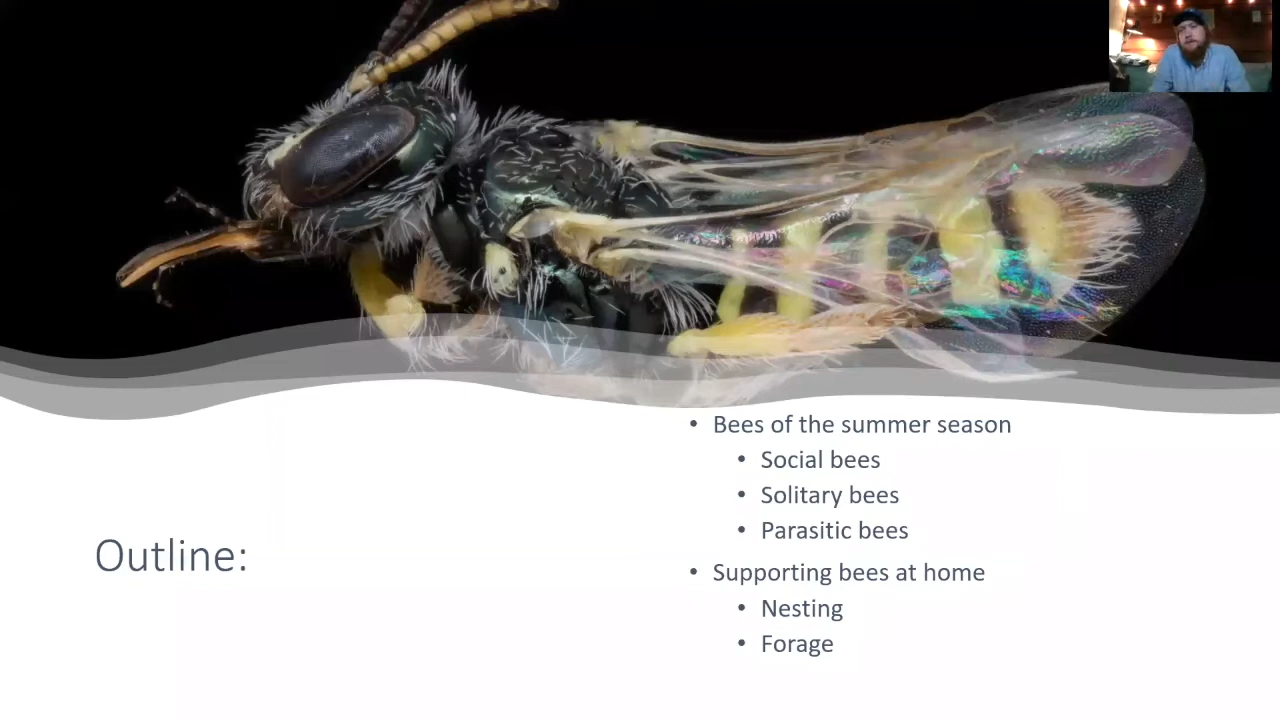 Outline:
• Bees of the summer season
• Social bees
• Solitary bees
• Parasitic bees
• Supporting bees at home
• Nesting
• Forage